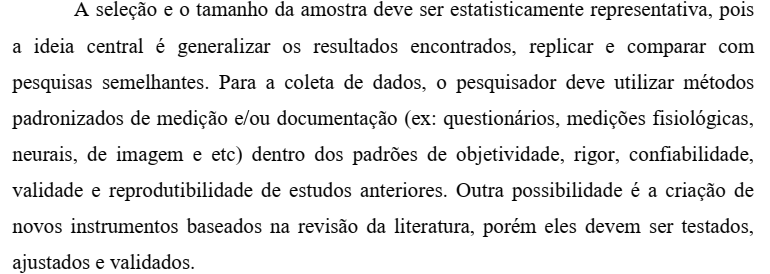 A seleção e o tamanho da amostra deve ser estatisticamente representativa, pois
a ideia central é generalizar os resultados encontrados, replicar e comparar com
pesquisas semelhantes. Para a coleta de dados, o pesquisador deve utilizar métodos
padronizados de medição e/ou documentação (ex: questionários, medições fisiológicas,
neurais, de imagem e etc) dentro dos padrões de objetividade, rigor, confiabilidade,
validade e reprodutibilidade de estudos anteriores. Outra possibilidade é a criação de
novos instrumentos baseados na revisão da literatura, porém eles devem ser testados,
ajustados e validados.